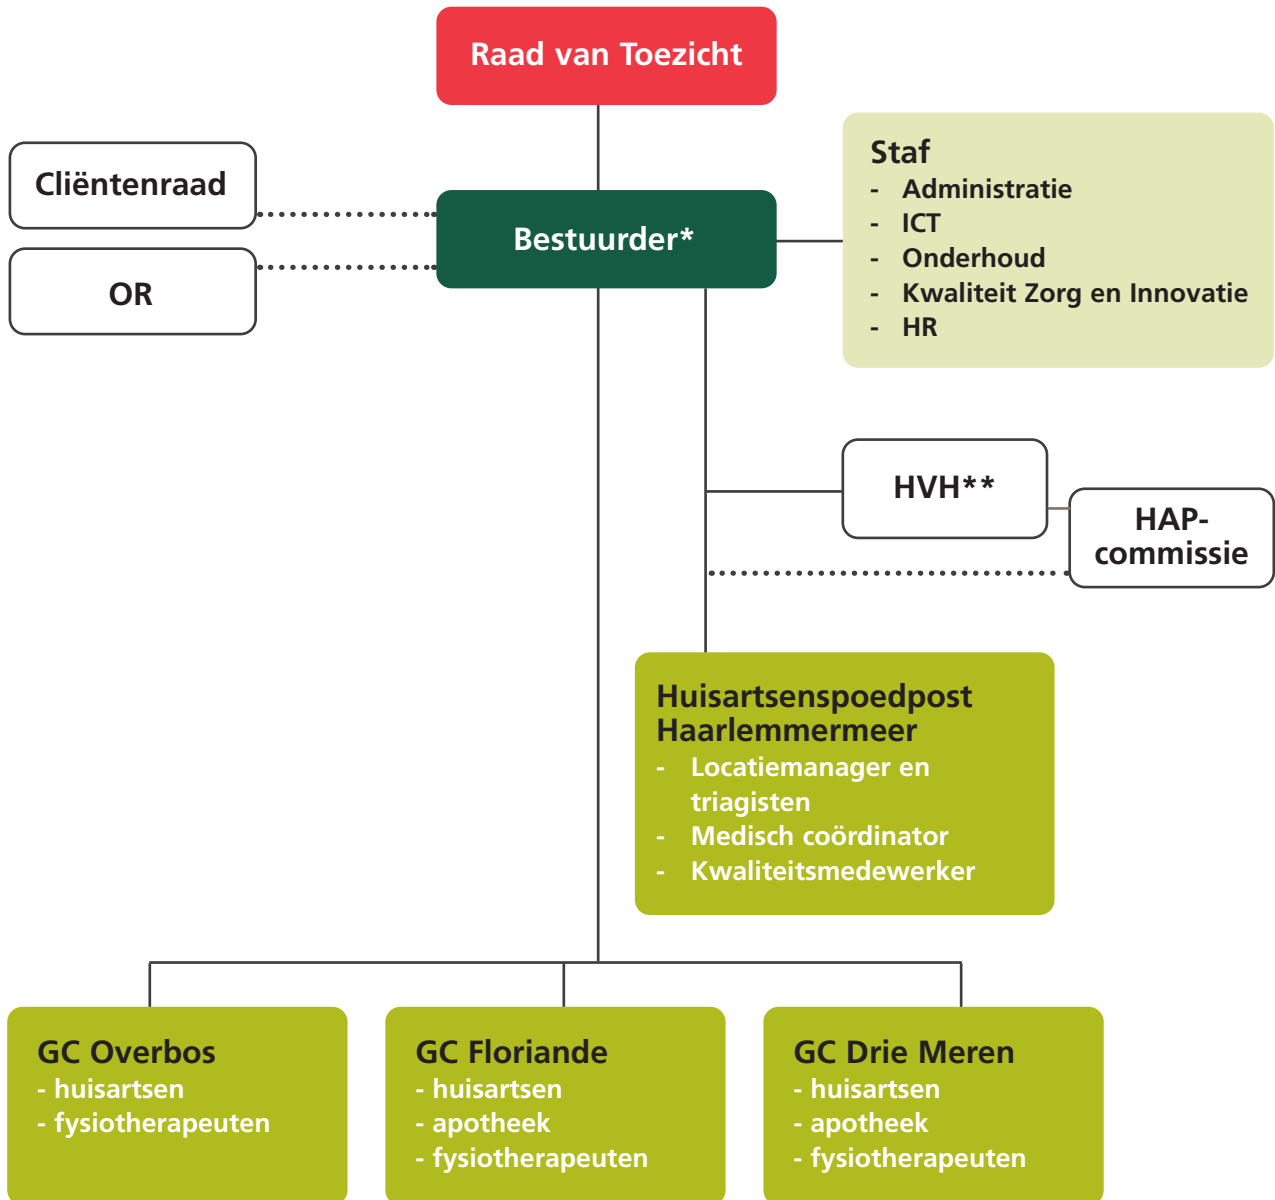 Raad van Toezicht
Cliëntenraad
OR
Bestuurder*
Staf
- Administratie
- ICT
- Onderhoud
- Kwaliteit Zorg en Innovatie
- HR
HVH**
HAP-
commissie
Huisartsenspoedpost
Haarlemmermeer
- Locatiemanager en
triagisten
- Medisch coördinator
- Kwaliteitsmedewerker
GC Overbos
- huisartsen
- fysiotherapeuten
GC Floriande
- huisartsen
- apotheek
- fysiotherapeuten
GC Drie Meren
- huisartsen
- apotheek
- fysiotherapeuten